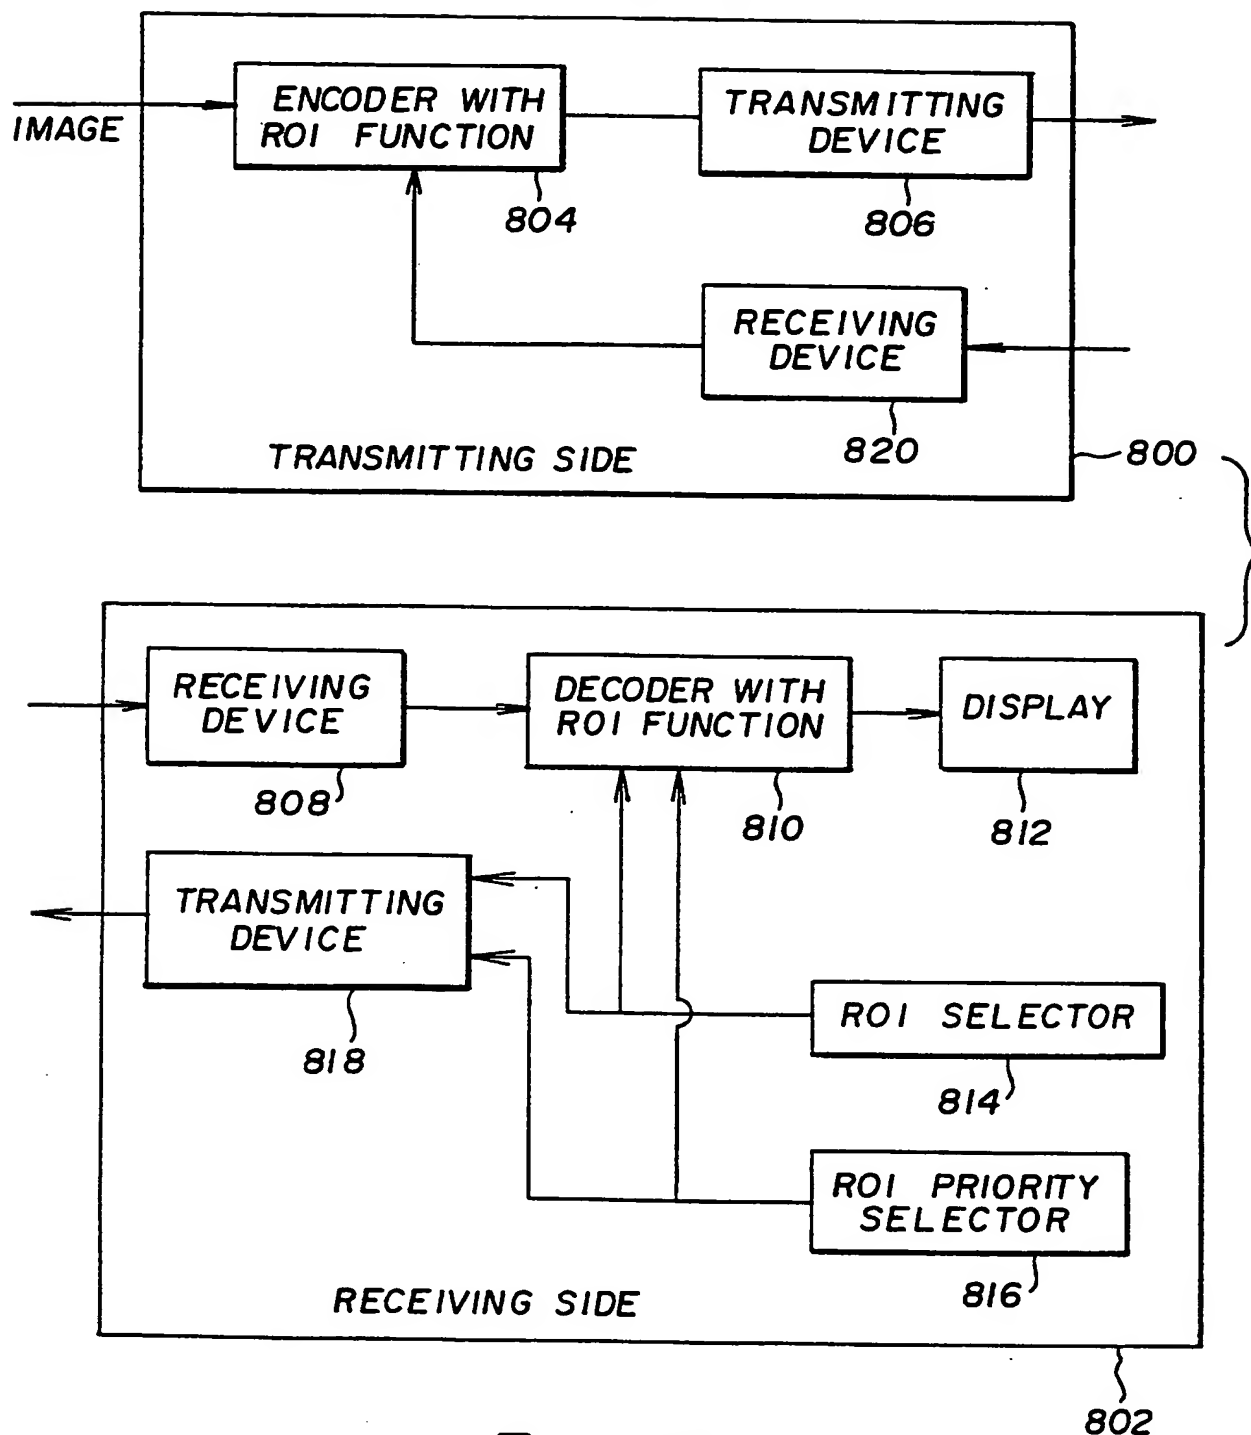 IMAGE
ENCODER WITH
ROI FUNCTION
804
TRANSMITTING
DEVICE
806
RECEIVING
DEVICE
820
TRANSMITTING SIDE
800
RECEIVING
DEVICE
808
DECODER WITH
ROI FUNCTION
810
DISPLAY
812
TRANSMITTING
DEVICE
818
ROI SELECTOR
814
ROI PRIORITY
SELECTOR
816
RECEIVING SIDE
802